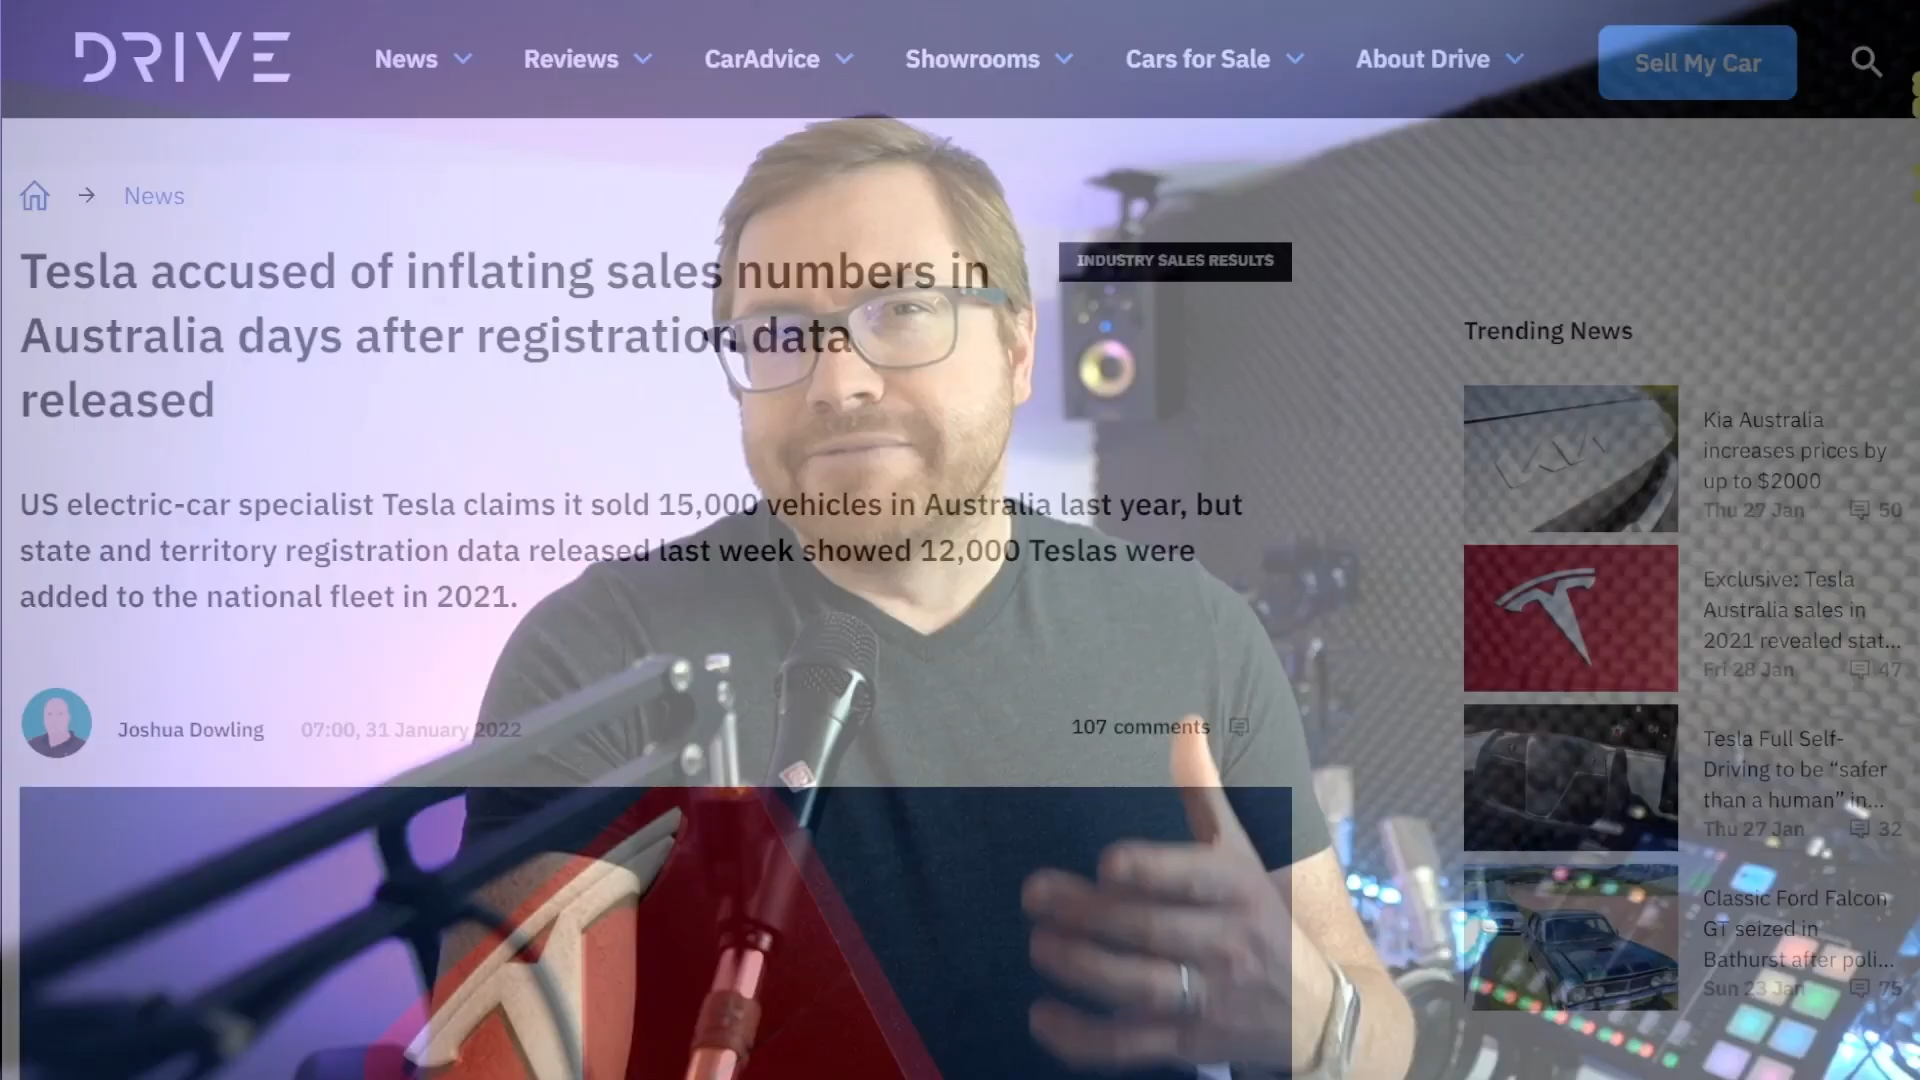 DRIVE
News
Reviews
CarAdvice
Showrooms
Cars for Sale
About Drive
Sell My Car
News
Tesla accused of inflating sales numbers in
Australia days after registration data
released
INDUSTRY SALES RESULTS
US electric-car specialist Tesla claims it sold 15,000 vehicles in Australia last year, but
state and territory registration data released last week showed 12,000 Teslas were
added to the national fleet in 2021.
Joshua Dowling
07:00, 31 January 2022
107 comments
Trending News
Kia Australia
increases prices by
up to $2000
Thu 27 Jan
50
Exclusive: Tesla
Australia sales in
2021 revealed stat...
Fri 28 Jan
47
Tesla Full Self-
Driving to be “safer
than a human” in...
Thu 27 Jan
32
Classic Ford Falcon
GT seized in
Bathurst after poli...
Sun 23 Jan
75